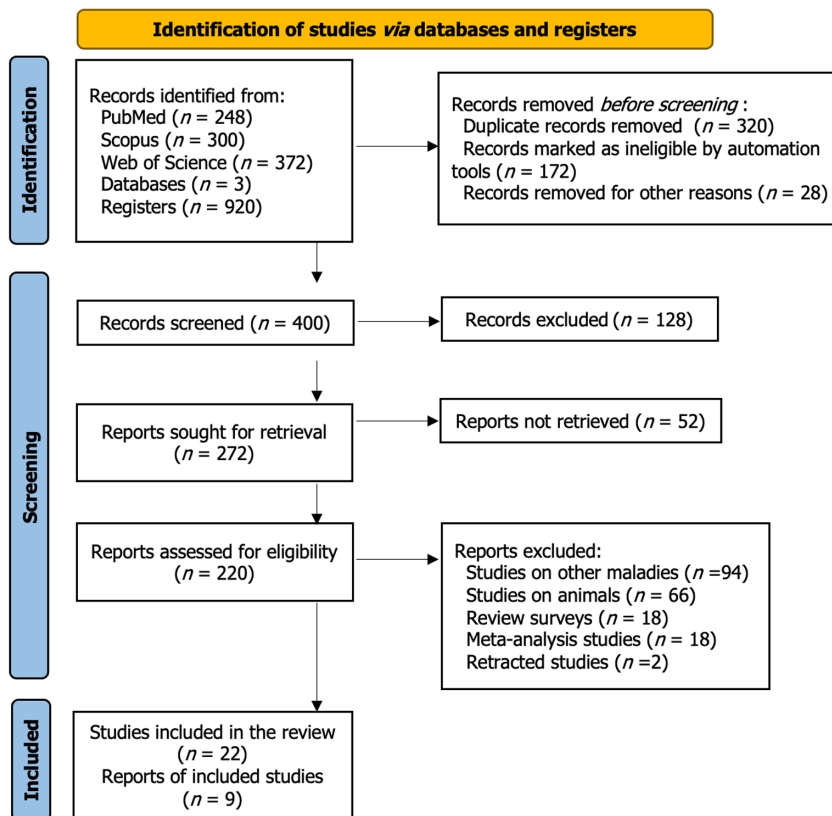 Identification of studies via databases and registers
Identification
Records identified from:
PubMed (n = 248)
Scopus (n = 300)
Web of Science (n = 372)
Databases (n = 3)
Registers (n = 920)
Records removed before screening :
Duplicate records removed (n = 320)
Records marked as ineligible by automation
tools (n = 172)
Records removed for other reasons (n = 28)
Screening
Records screened (n = 400)
Records excluded (n = 128)
Reports sought for retrieval
(n = 272)
Reports not retrieved (n = 52)
Reports assessed for eligibility
(n = 220)
Reports excluded:
Studies on other maladies (n =94)
Studies on animals (n = 66)
Review surveys (n = 18)
Meta-analysis studies (n = 18)
Retracted studies (n =2)
Included
Studies included in the review
(n = 22)
Reports of included studies
(n = 9)